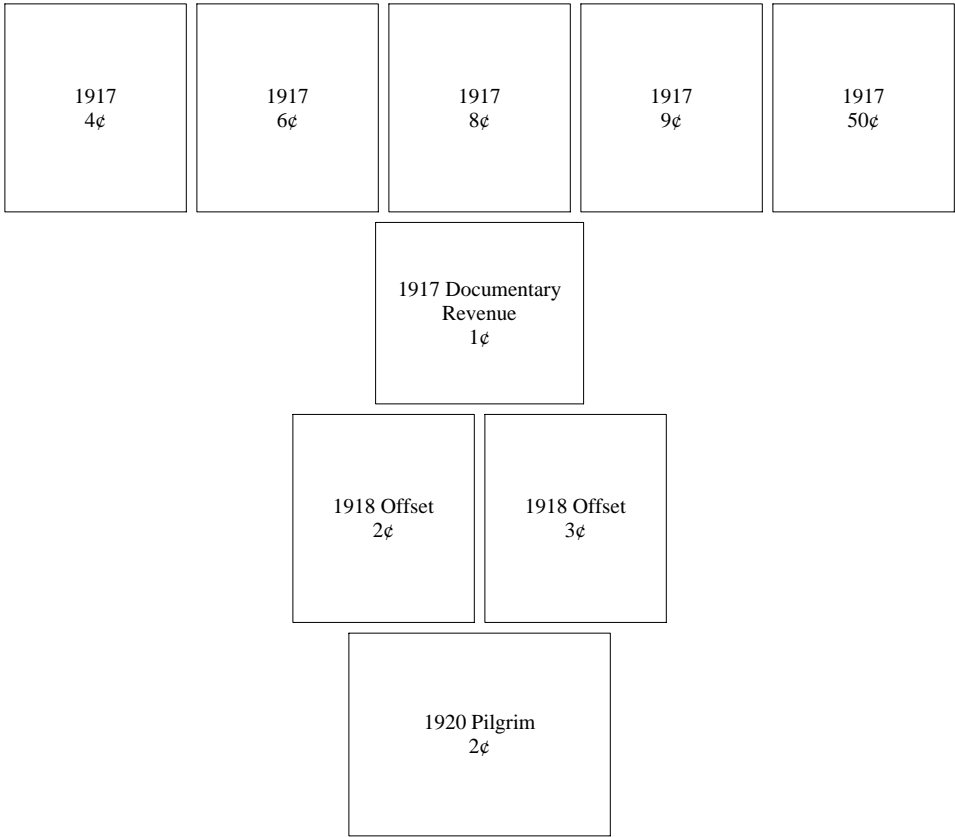 1917
4¢
1917
6¢
1917
8¢
1917
9¢
1917
50¢
1917 Documentary
Revenue
1¢
1918 Offset
2¢
1918 Offset
3¢
1920 Pilgrim
2¢